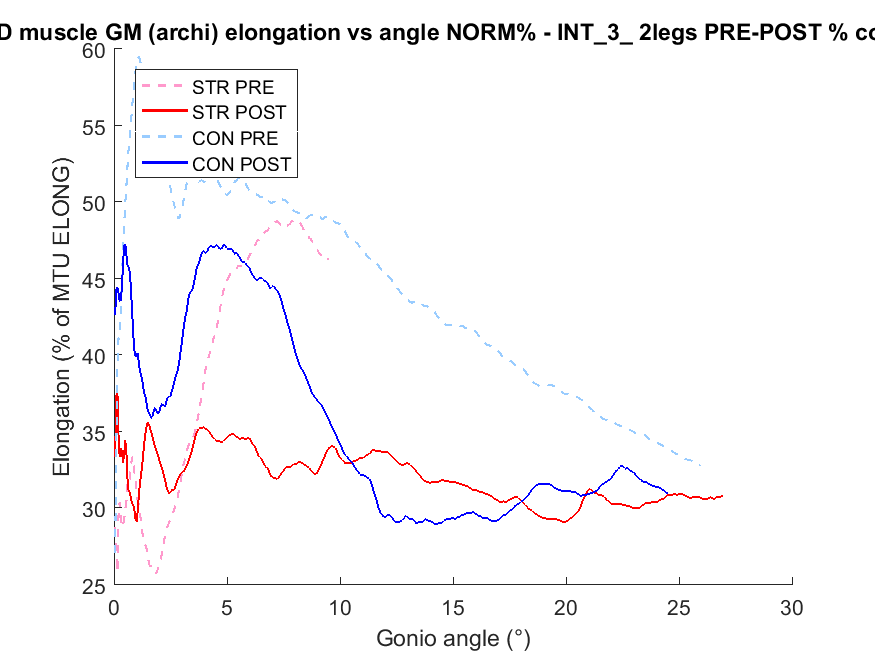 D muscle GM (archi) elongation vs angle NORM% - INT_3_ 2legs PRE-POST % co
60
55
50
45
40
35
30
25
Elongation (% of MTU ELONG)
STR PRE
STR POST
CON PRE
CON POST
0 5 10 15 20 25 30
Gonio angle (°)